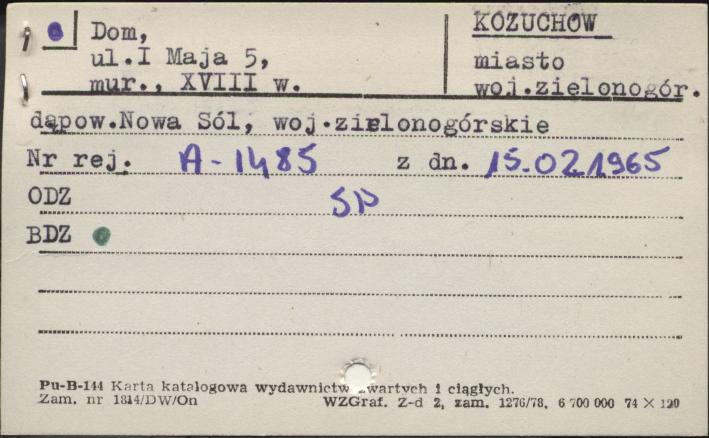 Dom,
ul.I Maja 5,
mur., XVIII w.
KOZUCHOW
miasto
woj.zielonogór.
dąpow.Nowa Sól, woj.zielonogórskie
Nr rej. A-1485 z dn. 15.02.1965
ODZ SP
BDZ
Pu-B-144 Karta katalogowa wydawnictw zwartych i ciągłych.
Zam. nr 1314/DW/On WZGraf. Z-d 2, zam. 1276/78, 6 700 000 74 × 120